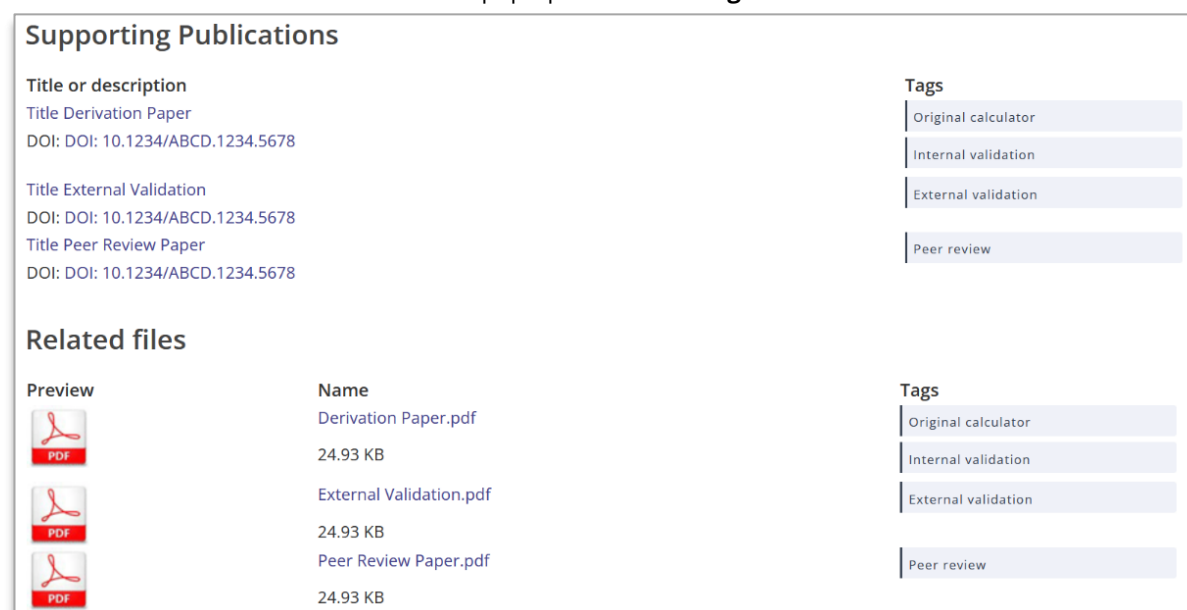 Supporting Publications
Title or description Tags
Title Derivation Paper Original calculator
DOI: DOI: 10.1234/ABCD.1234.5678
Internal validation
Title External Validation External validation
DOI: DOI: 10.1234/ABCD.1234.5678
Title Peer Review Paper Peer review
DOI: DOI: 10.1234/ABCD.1234.5678
Related files
Preview Name Tags
Derivation Paper.pdf Original calculator
PDF 24.93 KB Internal validation
External Validation.pdf External validation
PDF 24.93 KB
Peer Review Paper.pdf Peer review
PDF 24.93 KB